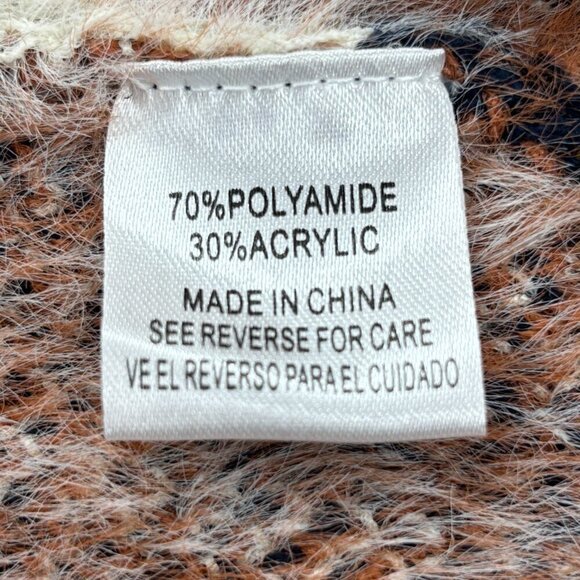 70%POLYAMIDE
30%ACRYLIC
MADE IN CHINA
SEE REVERSE FOR CARE
VE EL REVERSO PARA EL CUIDADO